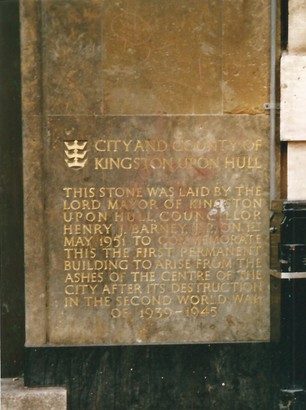 CITY AND COUNTY OF
KINGSTON UPON HULL
THIS STONE WAS LAID BY THE
LORD MAYOR OF KINGSTON
UPON HULL, COUNCILLOR
HENRY J. BARNEY, J.P. ON 1ST
MAY 1951 TO COMMEMORATE
THIS THE FIRST PERMANENT
BUILDING TO ARISE FROM THE
ASHES OF THE CENTRE OF THE
CITY AFTER ITS DESTRUCTION
IN THE SECOND WORLD WAR
OF 1939-1945